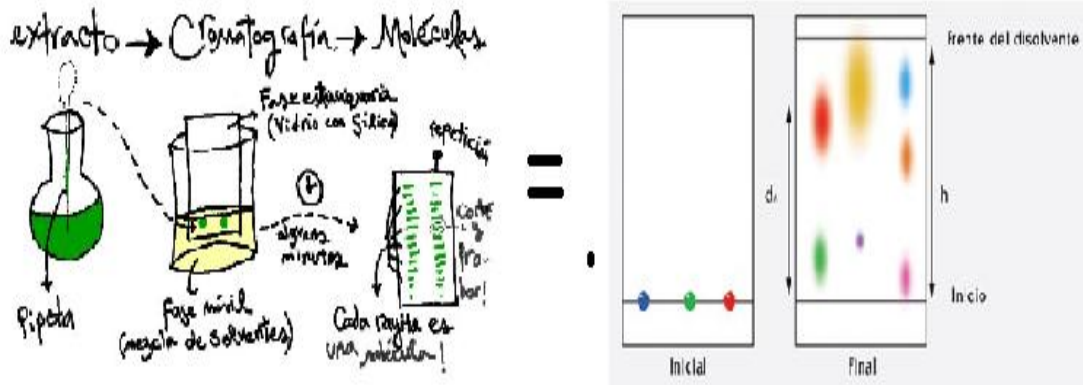 extracto → Cromatografía → Moléculas
Fase estacionaria
(Vidrio con Sílica)
repetición
algunos
minutos
Pipeta
Fase móvil
(mezcla de solventes)
Cada rayita es
una molécula!
=
h
Frente del disolvente
Inicio
Inicial
Final